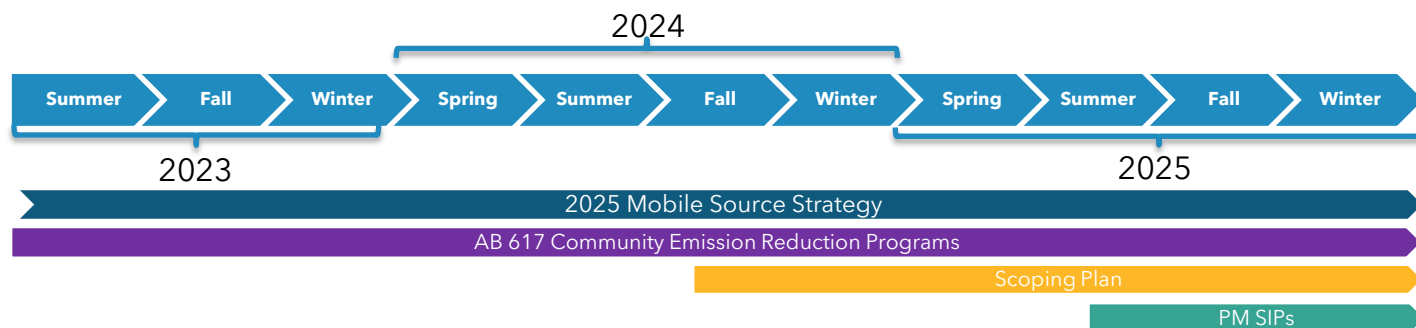 2024
Summer
Fall
Winter
Spring
Summer
Fall
Winter
Spring
Summer
Fall
Winter
2023
2025
2025 Mobile Source Strategy
AB 617 Community Emission Reduction Programs
Scoping Plan
PM SIPs